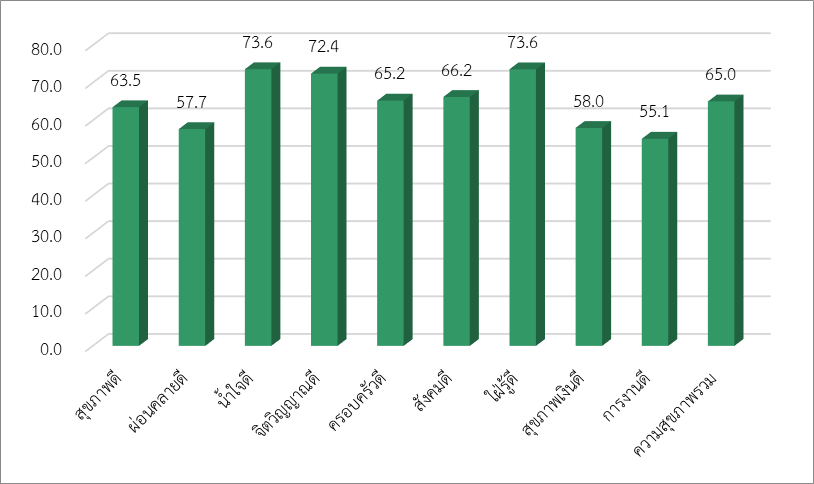 80.0
70.0
60.0
50.0
40.0
30.0
20.0
10.0
0.0
63.5
57.7
73.6
72.4
65.2
66.2
73.6
58.0
55.1
65.0
สุขภาพดี
ผ่อนคลายดี
น้ำใจดี
จิตวิญญาณดี
ครอบครัวดี
สังคมดี
ใฝ่รู้ดี
สุขภาพเงินดี
การงานดี
ความสุขภาพรวม